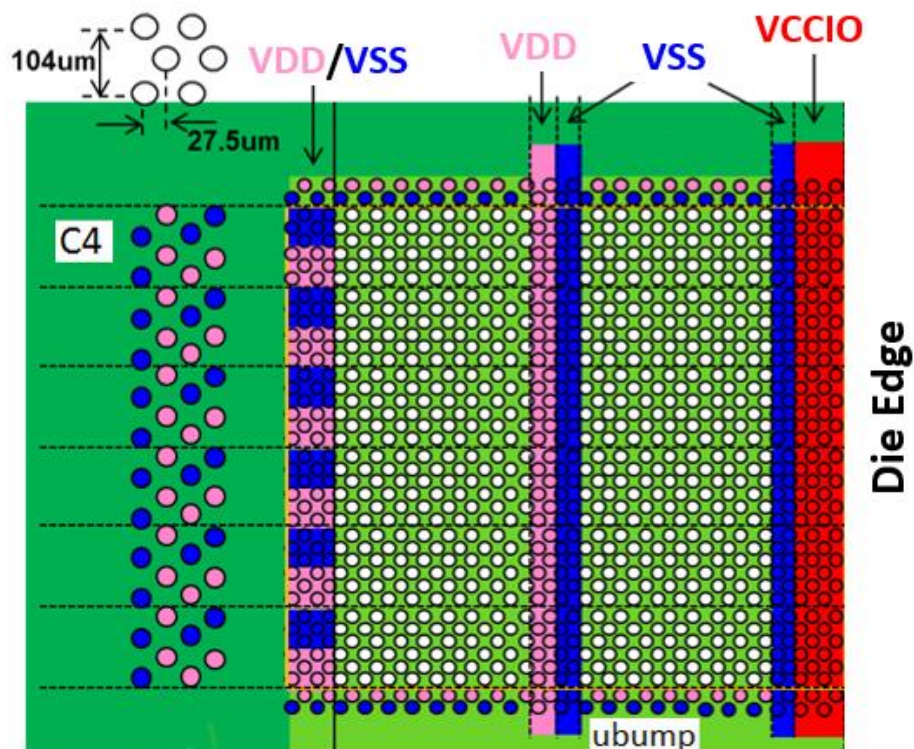 104um
27.5um
VDD/VSS
VDD
VSS
VCCIO
C4
Die Edge
ubump